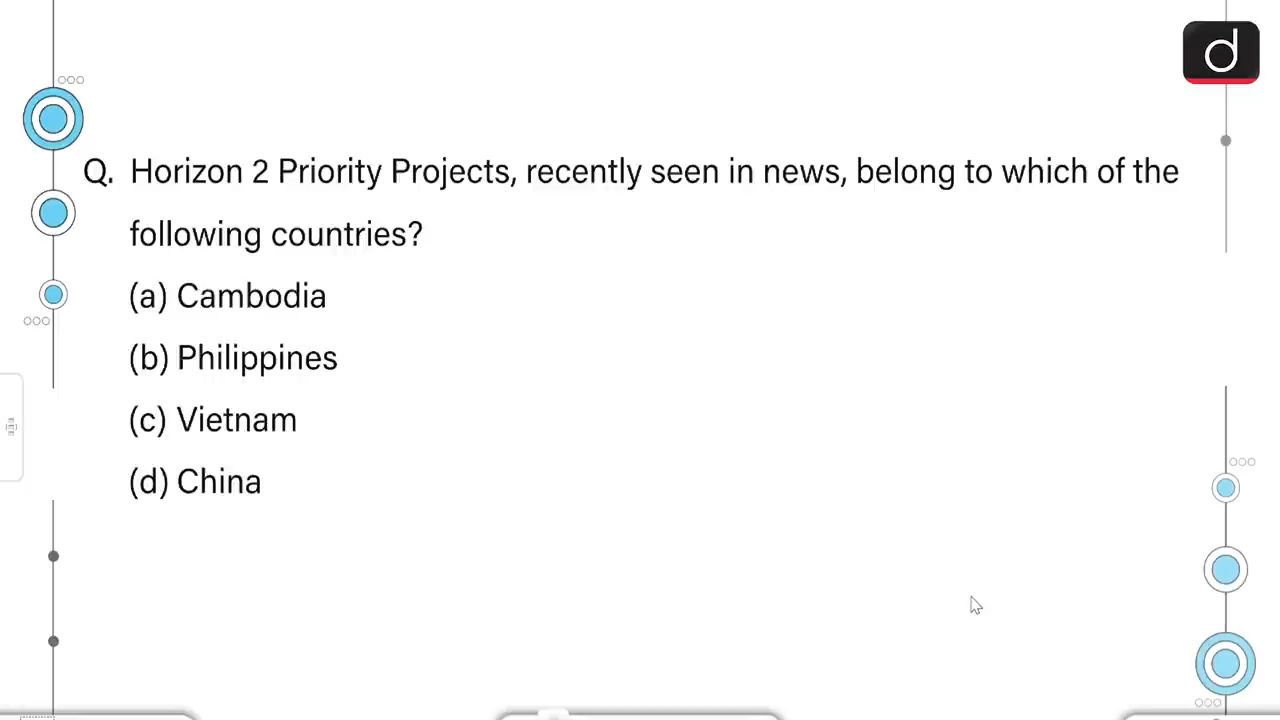 d
Q. Horizon 2 Priority Projects, recently seen in news, belong to which of the
following countries?
(a) Cambodia
(b) Philippines
(c) Vietnam
(d) China